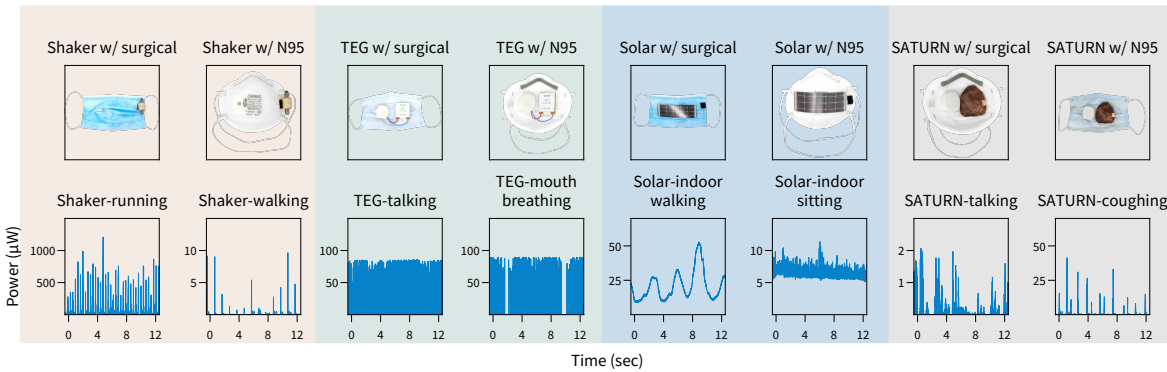 Shaker w/ surgical
Shaker w/ N95
TEG w/ surgical
TEG w/ N95
Solar w/ surgical
Solar w/ N95
SATURN w/ surgical
SATURN w/ N95
Shaker-running
Shaker-walking
TEG-talking
TEG-mouth
breathing
Solar-indoor
walking
Solar-indoor
sitting
SATURN-talking
SATURN-coughing
Power (µW)
1000
500
0 4 8 12
10
5
0 4 8 12
100
50
0 4 8 12
100
50
0 4 8 12
50
25
0 4 8 12
10
5
0 4 8 12
2
1
0 4 8 12
50
25
0 4 8 12
Time (sec)